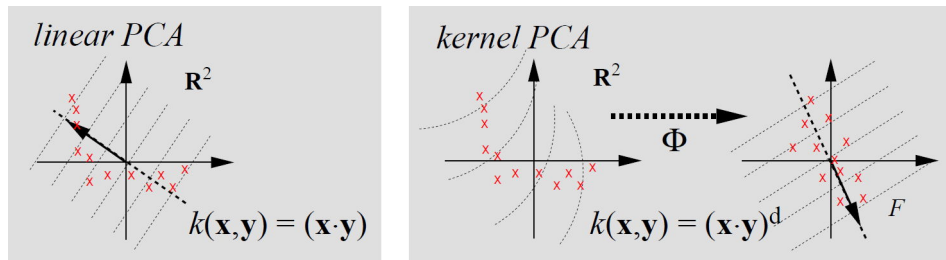 linear PCA
R²
k(x,y) = (x·y)
kernel PCA
R²
Φ
k(x,y) = (x·y)ᵈ
F